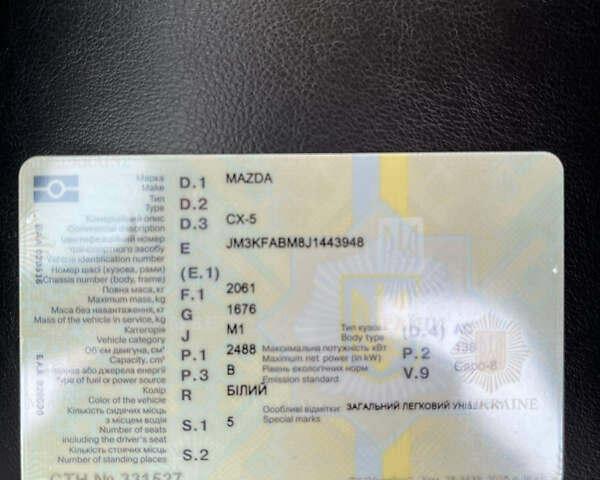 Марка D.1 MAZDA
Make
Тип D.2
Type
Комерційний опис D.3 CX-5
Commercial description
Ідентифікаційний номер
транспортного засобу E JM3KFABM8J1443948
Vehicle identification number
Номер шасі (кузова, рами) (E.1)
Chassis number (body, frame)
Повна маса, кг F.1 2061
Maximum mass, kg
Маса без навантаження, кг G 1676
Mass of the vehicle in service, kg
Категорія J M1 Тип кузова (D.4)
Vehicle category Body type
Об'єм двигуна, см³ P.1 2488 Максимальна потужність кВт P.2
Capacity, cm³ Maximum net power (in kW)
або джерела енергії P.3 B Рівень екологічних норм V.9
Type of fuel or power source Emission standard
Колір R БІЛИЙ
Color of the vehicle
Кількість сидячих місць Особливі відмітки: ЗАГАЛЬНИЙ ЛЕГКОВИЙ
з місцем водія S.1 5 Special marks
Number of seats
including the driver's seat
Кількість стоячих місць S.2
Number of standing places
UKRAINE
СТН № 331527